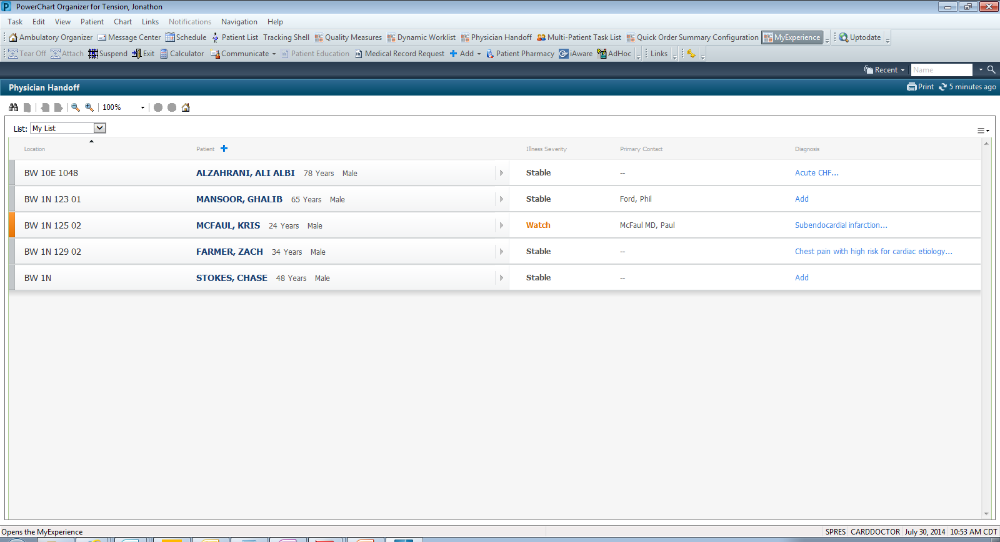 PowerChart Organizer for Tension, Jonathon
Task Edit View Patient Chart Links Notifications Navigation Help
Ambulatory Organizer Message Center Schedule Patient List Tracking Shell Quality Measures Dynamic Worklist Physician Handoff Multi-Patient Task List Quick Order Summary Configuration MyExperience Uptodate
Tear Off Attach Suspend Exit Calculator Communicate Patient Education Medical Record Request Add Patient Pharmacy iAware AdHoc Links
Recent Name
Physician Handoff Print 5 minutes ago
100%
List: My List
Location Patient Illness Severity Primary Contact Diagnosis
BW 10E 1048 ALZAHRANI, ALI ALBI 78 Years Male Stable -- Acute CHF...
BW 1N 123 01 MANSOOR, GHALIB 65 Years Male Stable Ford, Phil Add
BW 1N 125 02 MCFAUL, KRIS 24 Years Male Watch McFaul MD, Paul Subendocardial infarction...
BW 1N 129 02 FARMER, ZACH 34 Years Male Stable -- Chest pain with high risk for cardiac etiology...
BW 1N STOKES, CHASE 48 Years Male Stable -- Add
Opens the MyExperience SPRES CARDDOCTOR July 30, 2014 10:53 AM CDT